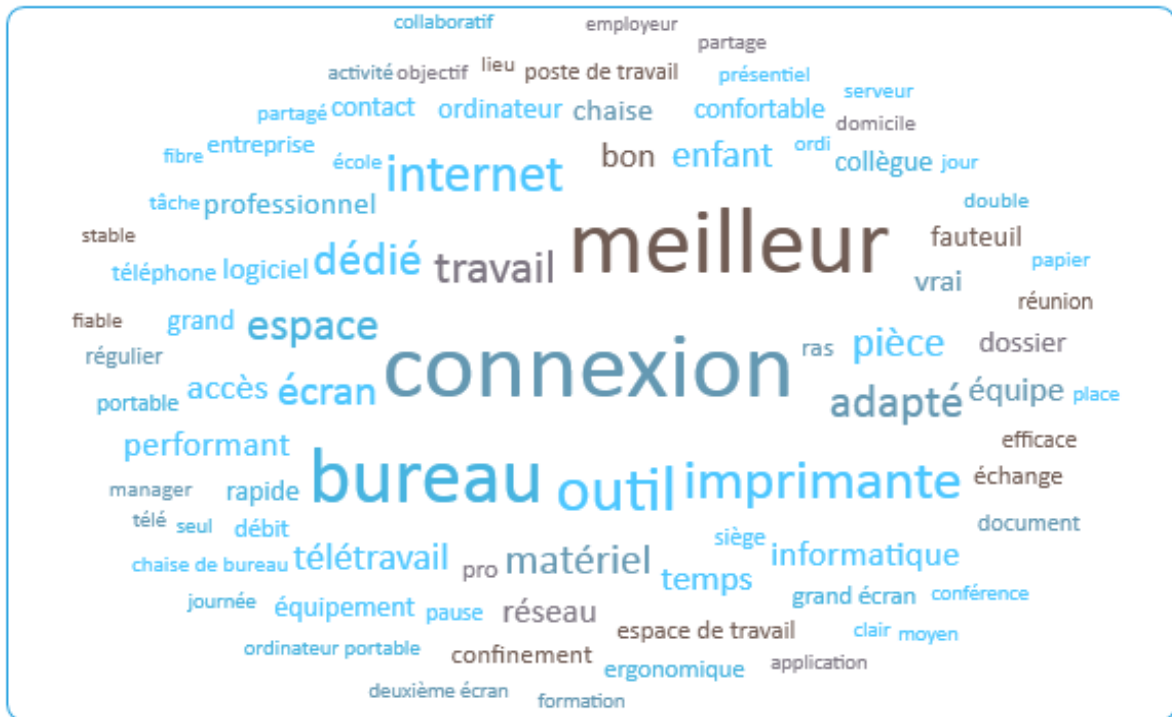 collaboratif
employeur
partage
activité
objectif
lieu
poste de travail
présentiel
partagé
contact
ordinateur
chaise
confortable
serveur
domicile
fibre
entreprise
école
internet
bon
enfant
ordi
collègue
jour
tâche
professionnel
meilleur
double
stable
téléphone
logiciel
dédié
travail
fauteuil
vrai
papier
réunion
fiable
grand
espace
connexion
ras
pièce
dossier
régulier
portable
accès
écran
adapté
équipe
place
performant
bureau
outil
imprimante
efficace
échange
manager
rapide
télé
seul
débit
document
chaise de bureau
télétravail
pro
matériel
siège
temps
informatique
journée
équipement
pause
réseau
grand écran
conférence
espace de travail
clair
moyen
ordinateur portable
confinement
ergonomique
application
deuxième écran
formation